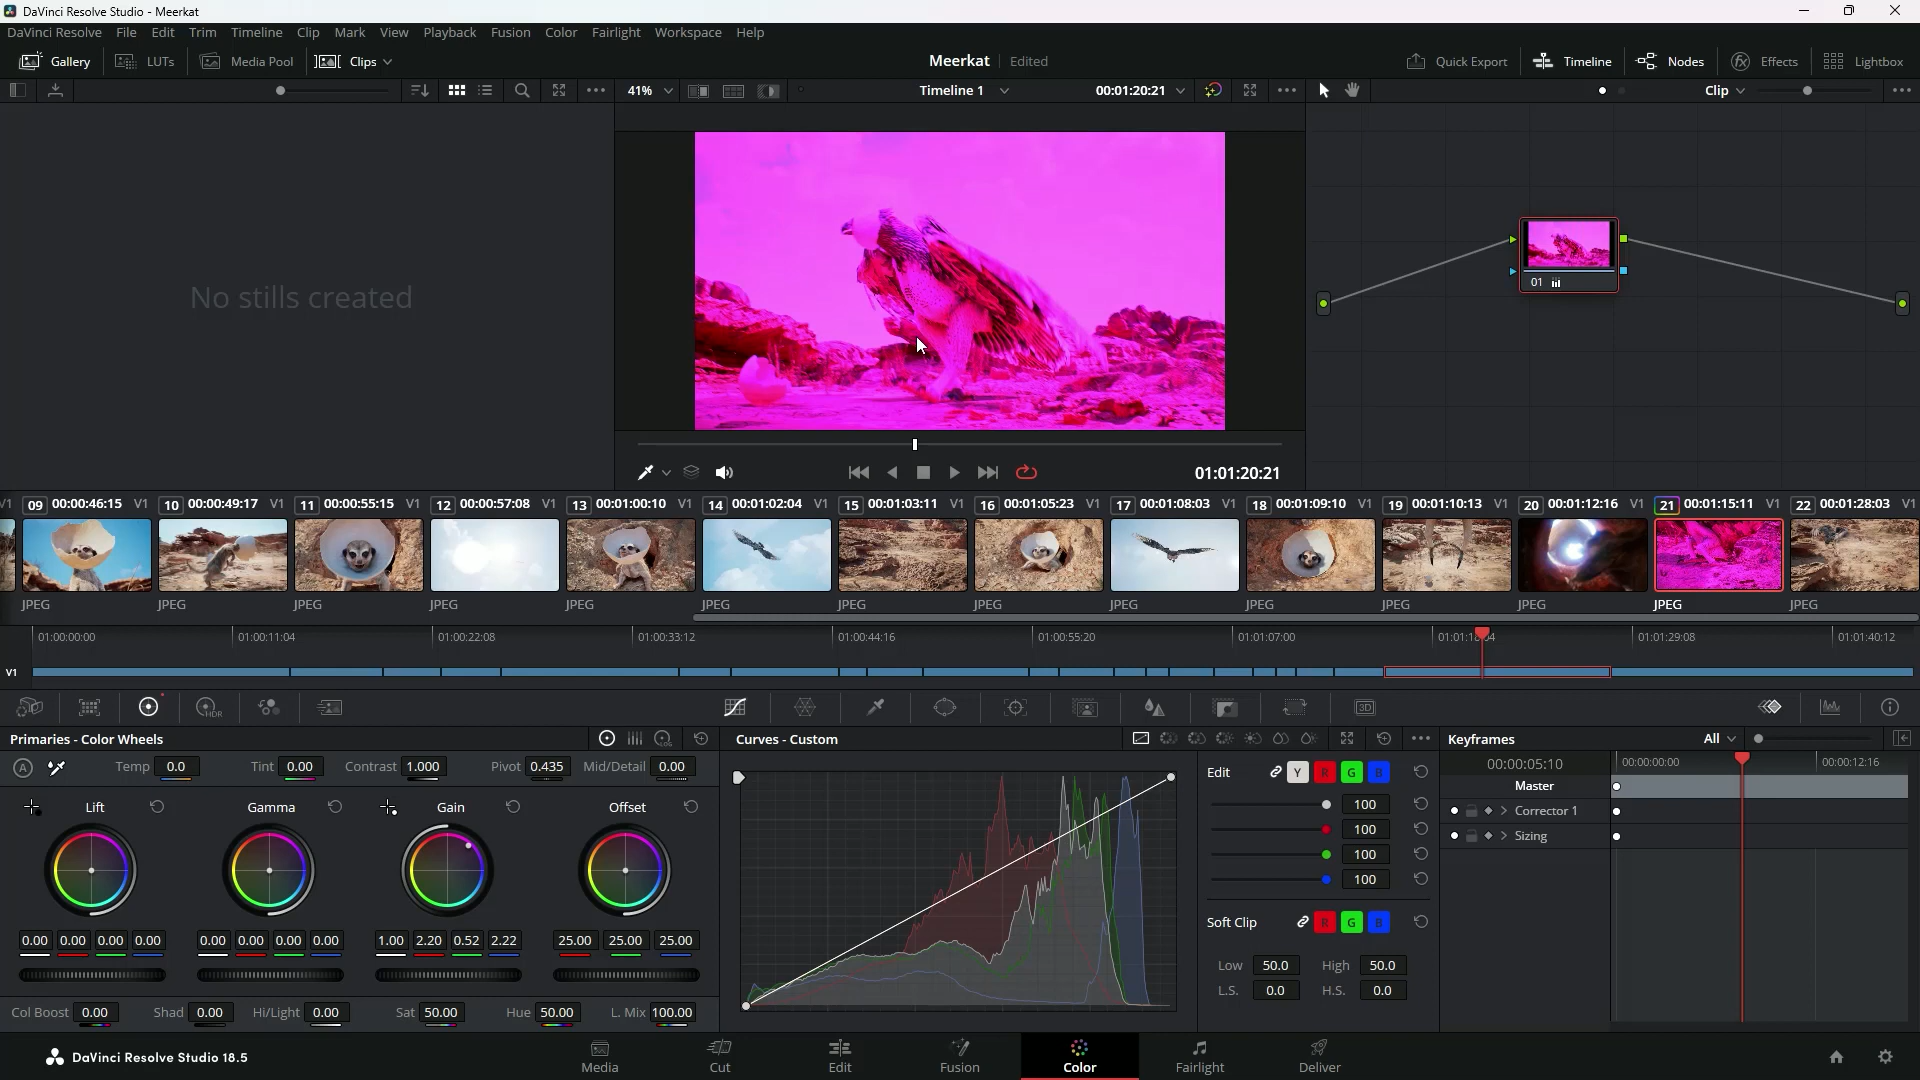 DaVinci Resolve Studio - Meerkat
DaVinci Resolve File Edit Trim Timeline Clip Mark View Playback Fusion Color Fairlight Workspace Help
Gallery LUTs Media Pool Clips Meerkat Edited Quick Export Timeline Nodes Effects Lightbox
41% Timeline 1 00:01:20:21 Clip
No stills created
01
01:01:20:21
V1 09 00:00:46:15 V1 10 00:00:49:17 V1 11 00:00:55:15 V1 12 00:00:57:08 V1 13 00:01:00:10 V1 14 00:01:02:04 V1 15 00:01:03:11 V1 16 00:01:05:23 V1 17 00:01:08:03 V1 18 00:01:09:10 V1 19 00:01:10:13 V1 20 00:01:12:16 V1 21 00:01:15:11 V1 22 00:01:28:03 V1
JPEG JPEG JPEG JPEG JPEG JPEG JPEG JPEG JPEG JPEG JPEG JPEG JPEG JPEG
01:00:00:00 01:00:11:04 01:00:22:08 01:00:33:12 01:00:44:16 01:00:55:20 01:01:07:00 01:01:18:04 01:01:29:08 01:01:40:12
V1
HDR 3D
Primaries - Color Wheels LOG Curves - Custom Keyframes All
A Temp 0.0 Tint 0.00 Contrast 1.000 Pivot 0.435 Mid/Detail 0.00 Edit Y R G B 00:00:05:10 00:00:00:00 00:00:12:16
Master
Lift Gamma Gain Offset 100 Corrector 1
100 Sizing
100
100
Soft Clip R G B
0.00 0.00 0.00 0.00 0.00 0.00 0.00 0.00 1.00 2.20 0.52 2.22 25.00 25.00 25.00
Low 50.0 High 50.0
L.S. 0.0 H.S. 0.0
Col Boost 0.00 Shad 0.00 Hi/Light 0.00 Sat 50.00 Hue 50.00 L. Mix 100.00
DaVinci Resolve Studio 18.5 Media Cut Edit Fusion Color Fairlight Deliver